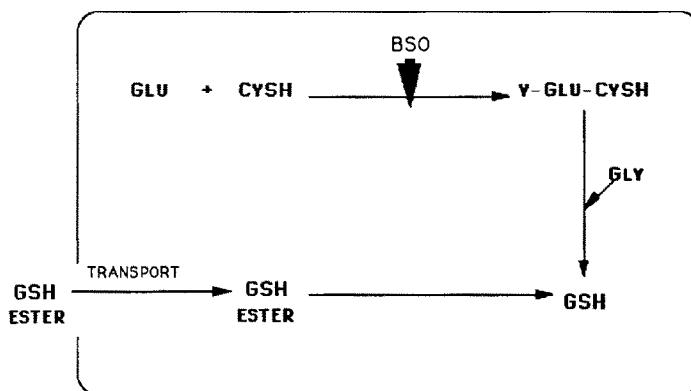 BSO
GLU + CYSH
γ-GLU-CYSH
GLY
TRANSPORT
GSH
ESTER
GSH
ESTER
GSH